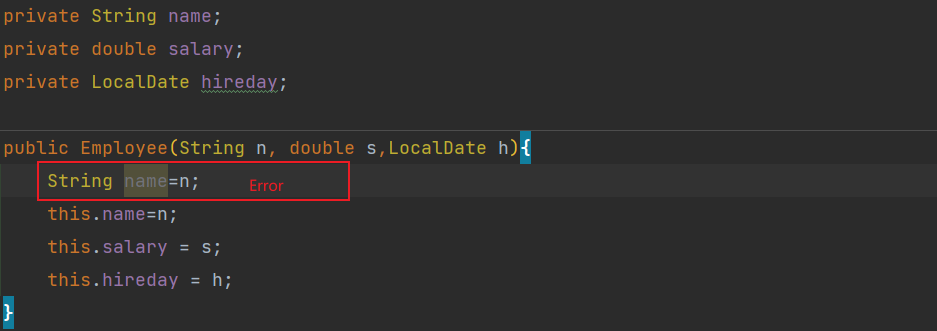 private String name;
private double salary;
private LocalDate hireday;
public Employee(String n, double s,LocalDate h){
String name=n; Error
this.name=n;
this.salary = s;
this.hireday = h;
}